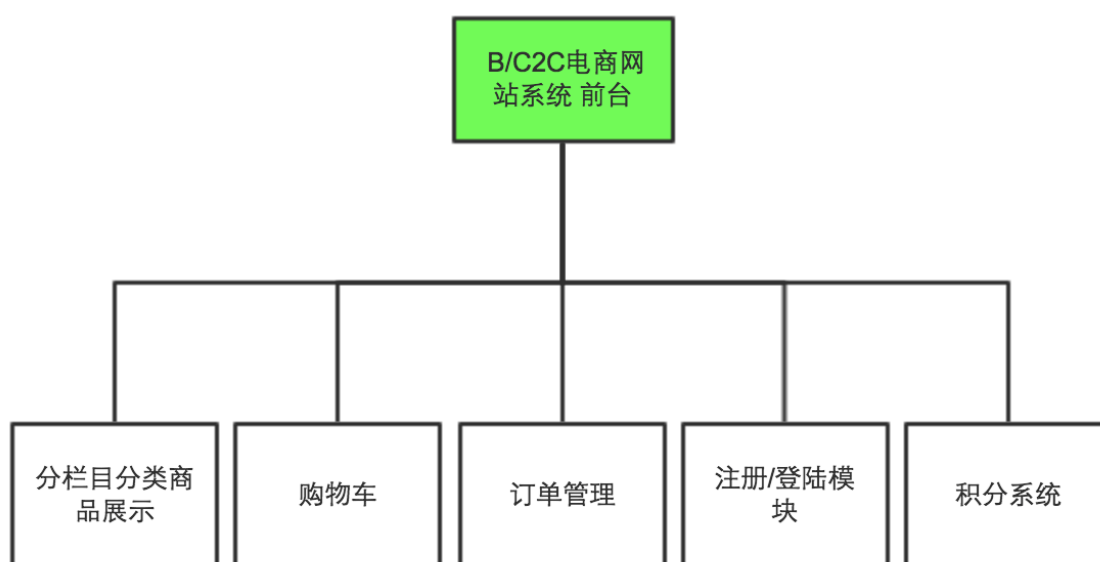 B/C2C电商网
站系统 前台
分栏目分类商
品展示
购物车
订单管理
注册/登陆模
块
积分系统